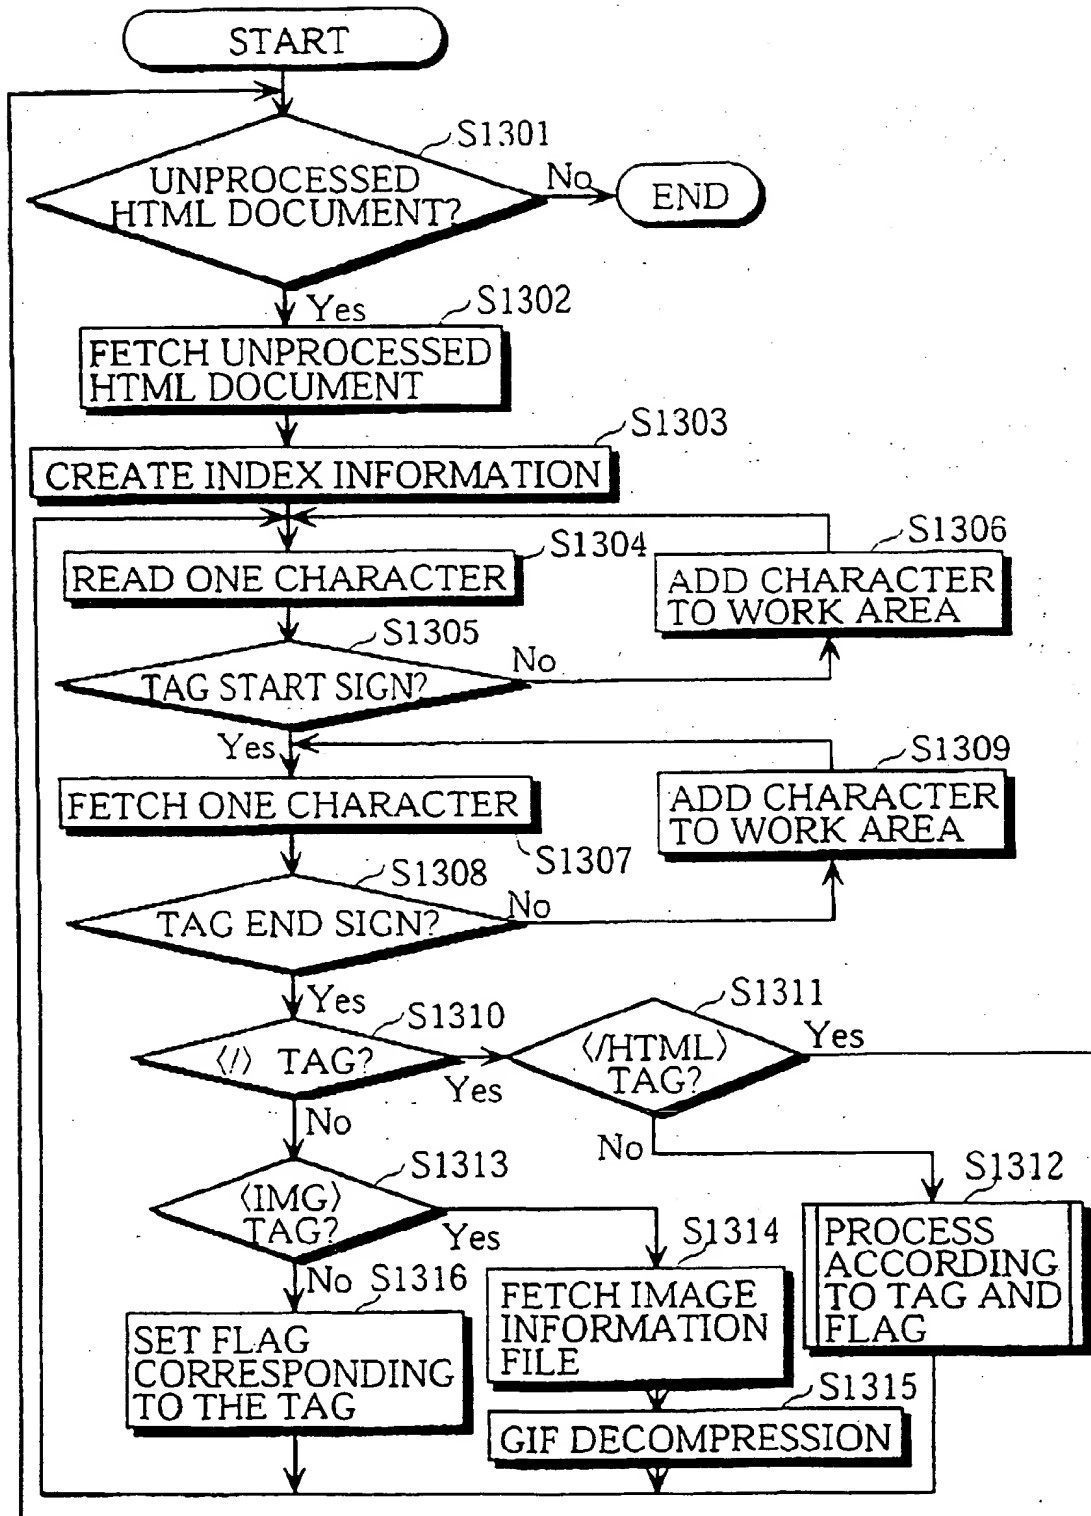 START
S1301
UNPROCESSED
HTML DOCUMENT?
No
END
Yes
S1302
FETCH UNPROCESSED
HTML DOCUMENT
S1303
CREATE INDEX INFORMATION
S1304
READ ONE CHARACTER
S1306
ADD CHARACTER
TO WORK AREA
S1305
TAG START SIGN?
No
Yes
S1309
ADD CHARACTER
TO WORK AREA
FETCH ONE CHARACTER
S1307
S1308
TAG END SIGN?
No
Yes
S1310
〈/〉 TAG?
Yes
No
S1311
〈/HTML〉
TAG?
Yes
No
S1312
PROCESS
ACCORDING
TO TAG AND
FLAG
S1313
〈IMG〉
TAG?
Yes
No
S1314
FETCH IMAGE
INFORMATION
FILE
S1315
GIF DECOMPRESSION
S1316
SET FLAG
CORRESPONDING
TO THE TAG